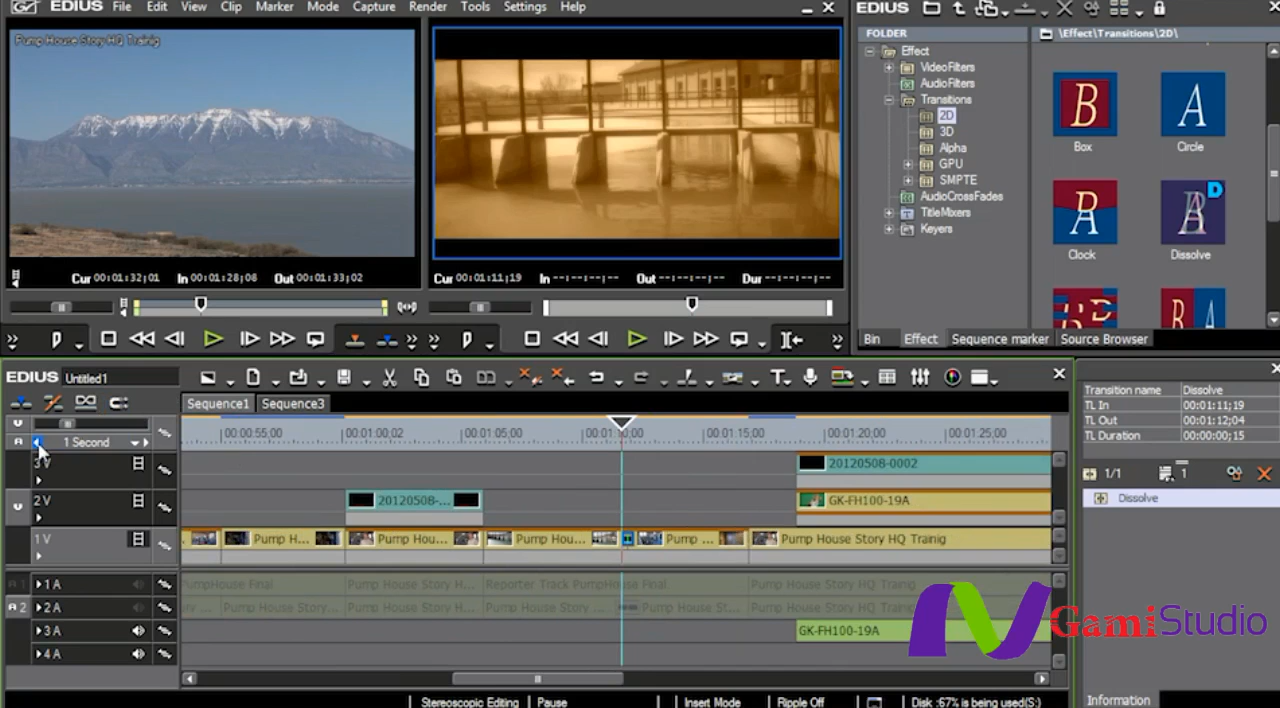 EDIUS File Edit View Clip Marker Mode Capture Render Tools Settings Help
Pump House Story HQ Trainig
Cur 00:01:32;01 In 00:01:28;08 Out 00:01:33;02
Cur 00:01:11;19 In --:--:--:-- Out --:--:--:-- Dur --:--:--:--
EDIUS
FOLDER
Effect
VideoFilters
AudioFilters
Transitions
2D
3D
Alpha
GPU
SMPTE
AudioCrossFades
TitleMixers
Keyers
\Effect\Transitions\2D\
Box
Circle
Clock
Dissolve
Bin Effect Sequence marker Source Browser
EDIUS Untitled1
Sequence1 Sequence3
1 Second
00:00:55;00 00:01:00;02 00:01:05;00 00:01:10;00 00:01:15;00 00:01:20;00 00:01:25;00
3 V
20120508-0002
2 V
20120508-...
GK-FH100-19A
1 V
Pump H... Pump Hou... Pump Hou... Pump ... Pump House Story HQ Trainig
1 A
PumpHouse Final Pump House Story H... Reporter Track PumpHouse Final Pump House Story HQ Trainig
A 2 2 A
Pump House Story... Pump House Story H... Pump House Story... Pump House St... Pump House Story HQ Trainig
3 A
GK-FH100-19A
4 A
Transition name Dissolve
TL In 00:01:11;19
TL Out 00:01:12;04
TL Duration 00:00:00;15
1/1 1
Dissolve
GamiStudio
Stereoscopic Editing Pause Insert Mode Ripple Off Disk :67% is being used(S:)
Information